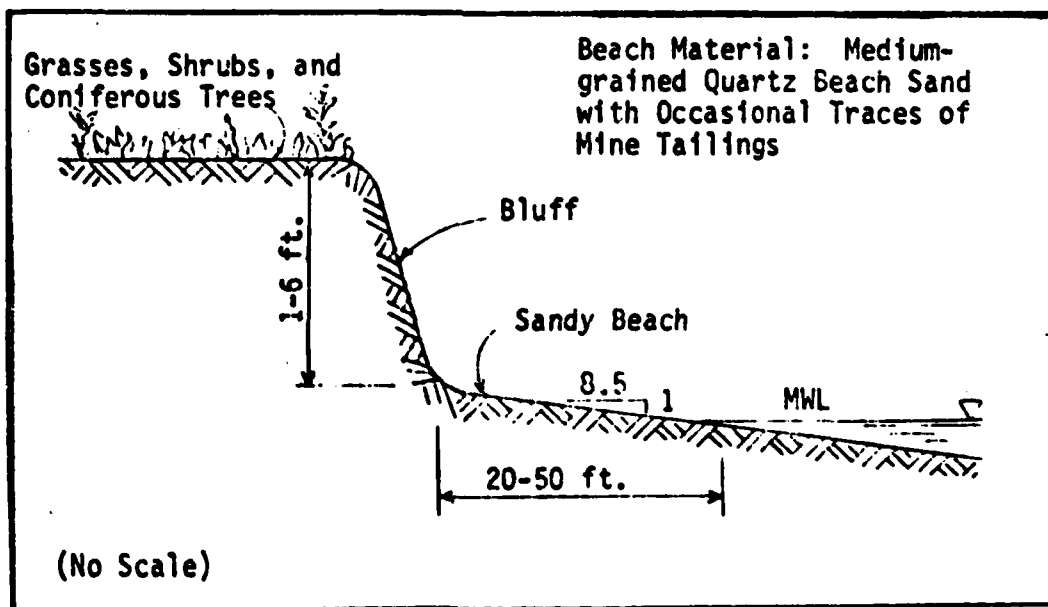 Grasses, Shrubs, and
Coniferous Trees
Beach Material: Medium-
grained Quartz Beach Sand
with Occasional Traces of
Mine Tailings
Bluff
1-6 ft.
Sandy Beach
8.5
1
MWL
20-50 ft.
(No Scale)